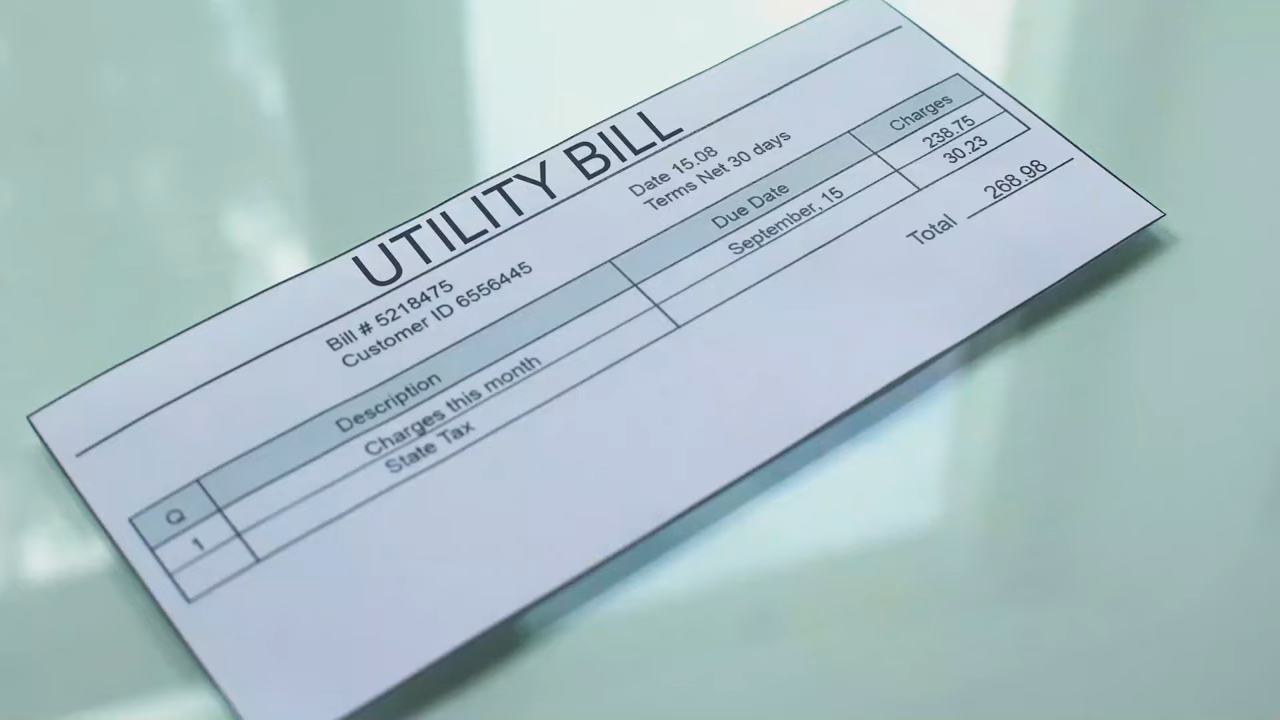 UTILITY BILL
Bill # 5218475
Customer ID 6556445
Date 15.08
Terms Net 30 days
Q Description Due Date Charges
1 Charges this month September, 15 238.75
State Tax 30.23
Total 268.98